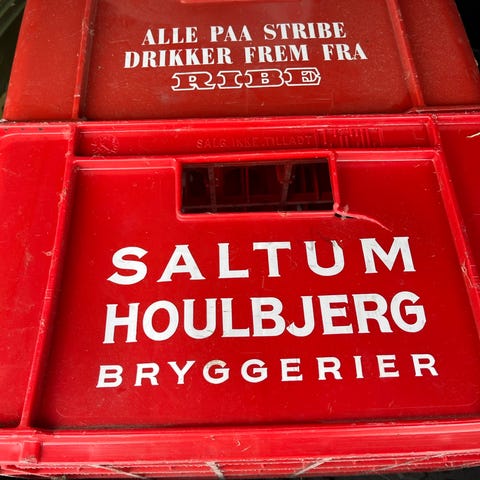 ALLE PAA STRIBE
DRIKKER FREM FRA
RIBE
SALG IKKE TILLADT
SALTUM
HOULBJERG
BRYGGERIER